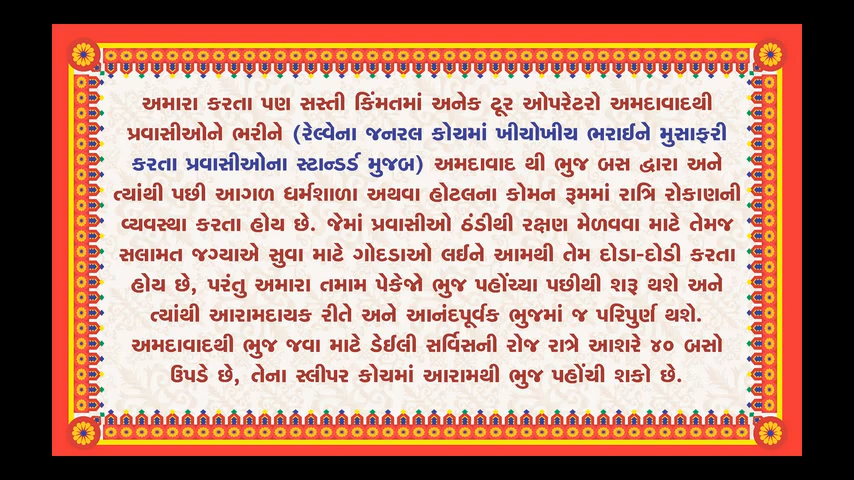 અમારા કરતા પણ સસ્તી કિંમતમાં અનેક ટૂર ઓપરેટરો અમદાવાદથી
પ્રવાસીઓને ભરીને (રેલ્વેના જનરલ કોચમાં ખીચોખીચ ભરાઈને મુસાફરી
કરતા પ્રવાસીઓના સ્ટાન્ડર્ડ મુજબ) અમદાવાદ થી ભુજ બસ દ્વારા અને
ત્યાંથી પછી આગળ ધર્મશાળા અથવા હોટલના કોમન રૂમમાં રાત્રિ રોકાણની
વ્યવસ્થા કરતા હોય છે. જેમાં પ્રવાસીઓ ઠંડીથી રક્ષણ મેળવવા માટે તેમજ
સલામત જગ્યાએ સુવા માટે ગોદડાઓ લઈને આમથી તેમ દોડા-દોડી કરતા
હોય છે, પરંતુ અમારા તમામ પેકેજો ભુજ પહોંચ્યા પછીથી શરૂ થશે અને
ત્યાંથી આરામદાયક રીતે અને આનંદપૂર્વક ભુજમાં જ પરિપુર્ણ થશે.
અમદાવાદથી ભુજ જવા માટે ડેઈલી સર્વિસની રોજ રાત્રે આશરે ૪૦ બસો
ઉપડે છે, તેના સ્લીપર કોચમાં આરામથી ભુજ પહોંચી શકો છે.